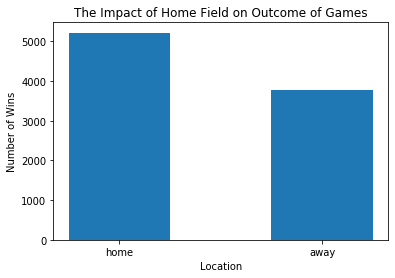 The Impact of Home Field on Outcome of Games
Number of Wins
5000
4000
3000
2000
1000
0
home
away
Location